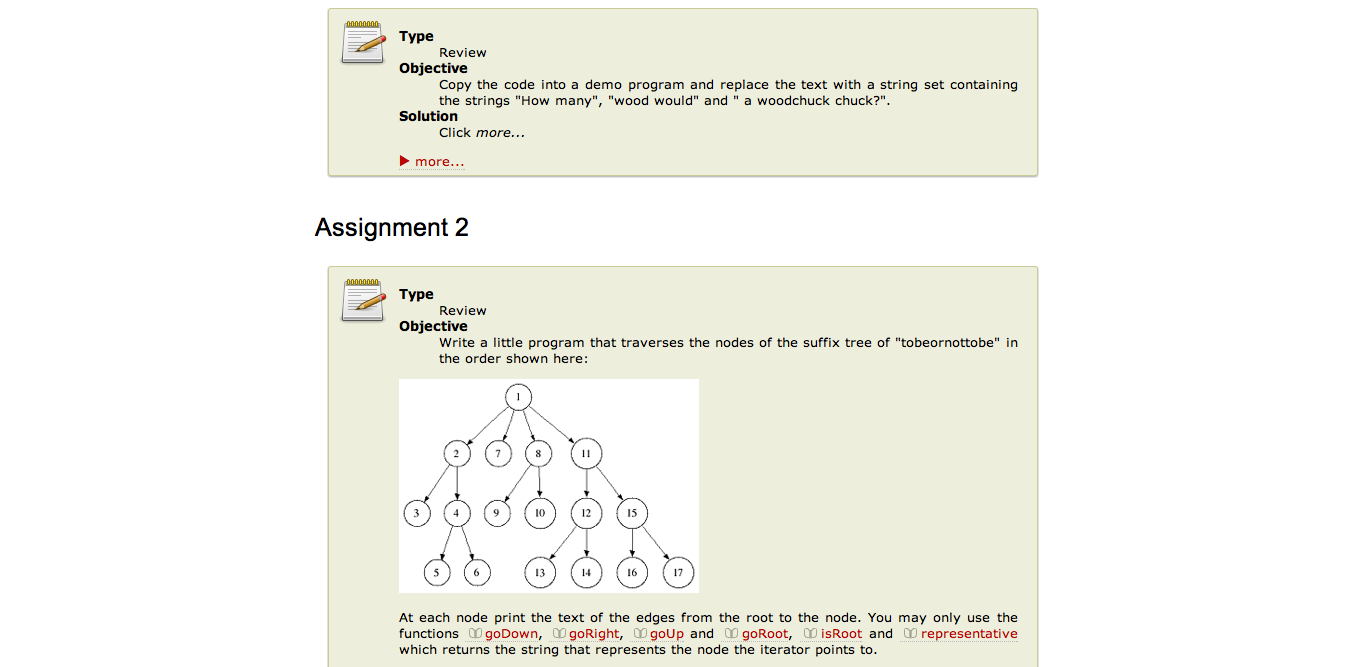 Type
Review
Objective
Copy the code into a demo program and replace the text with a string set containing
the strings "How many", "wood would" and " a woodchuck chuck?".
Solution
Click more...
more...
Assignment 2
Type
Review
Objective
Write a little program that traverses the nodes of the suffix tree of "tobeornottobe" in
the order shown here:
1
2 7 8 11
3 4 9 10 12 15
5 6 13 14 16 17
At each node print the text of the edges from the root to the node. You may only use the
functions goDown, goRight, goUp and goRoot, isRoot and representative
which returns the string that represents the node the iterator points to.